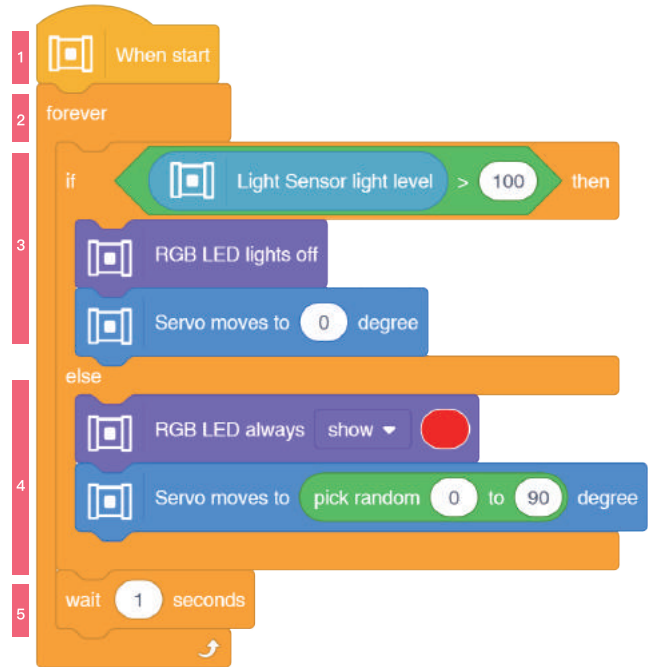 1 When start
2 forever
3 if Light Sensor light level > 100 then
RGB LED lights off
Servo moves to 0 degree
else
4 RGB LED always show
Servo moves to pick random 0 to 90 degree
5 wait 1 seconds